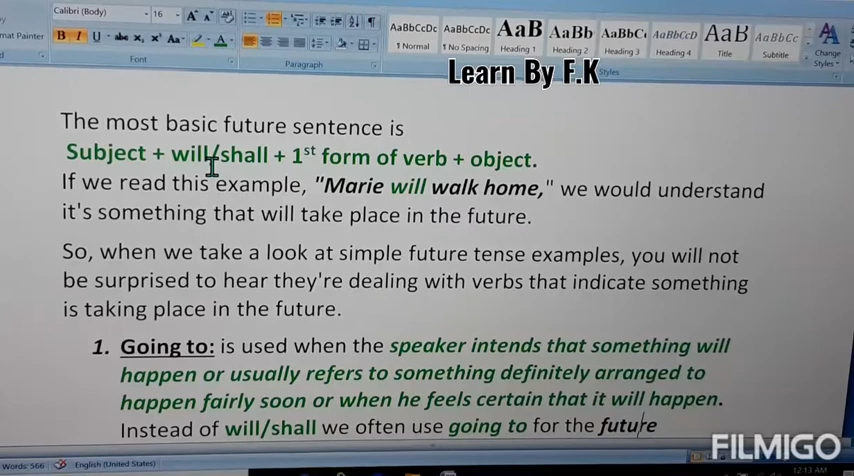 Calibri (Body) 16
mat Painter
B I U abc X₂ X² Aa A
AaBbCcDc AaBbCcDc AaB AaBb AaBbC AaBbCcD AaB AaBbCc
¶ Normal ¶ No Spacing Heading 1 Heading 2 Heading 3 Heading 4 Title Subtitle
Change
Styles
Font Paragraph Styles
Learn By F.K
The most basic future sentence is
Subject + will/shall + 1st form of verb + object.
If we read this example, "Marie will walk home," we would understand
it's something that will take place in the future.
So, when we take a look at simple future tense examples, you will not
be surprised to hear they're dealing with verbs that indicate something
is taking place in the future.
1. Going to: is used when the speaker intends that something will
happen or usually refers to something definitely arranged to
happen fairly soon or when he feels certain that it will happen.
Instead of will/shall we often use going to for the future
Words: 566 English (United States)
FILMIGO
12:13 AM